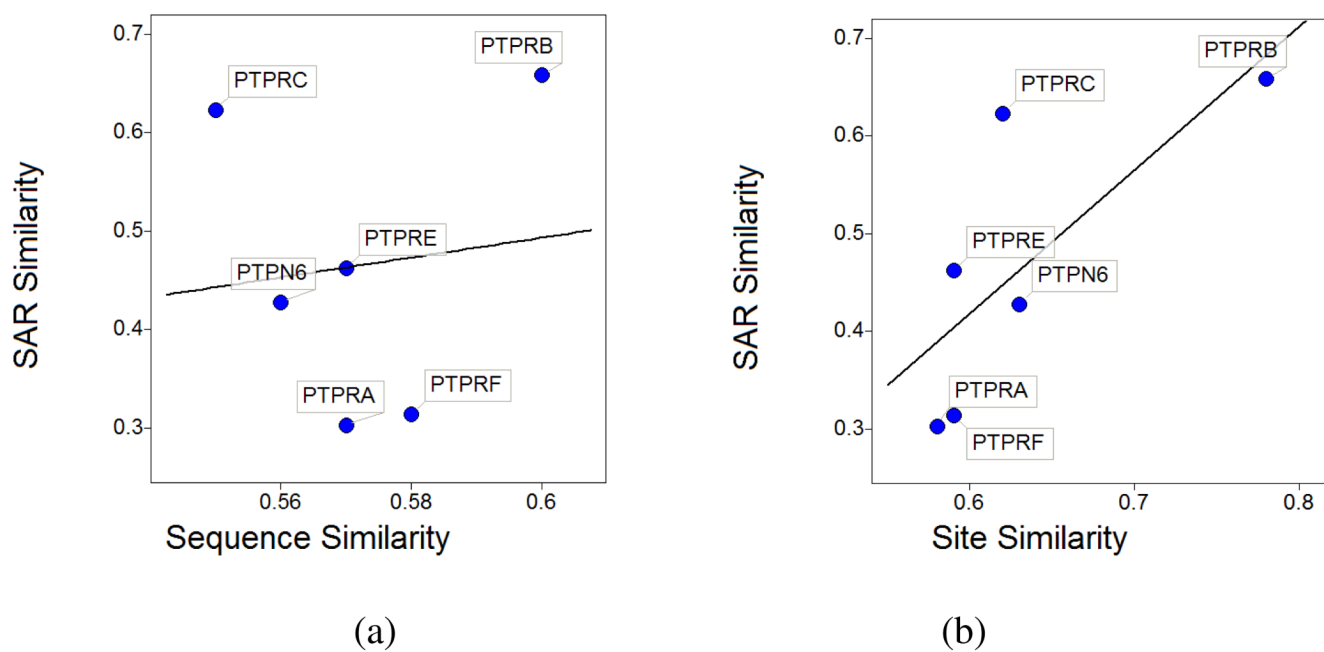 0.7
0.6
0.5
0.4
0.3
SAR Similarity
PTPRB
PTPRC
PTPRE
PTPN6
PTPRA
PTPRF
0.56
0.58
0.6
Sequence Similarity
(a)
0.7
0.6
0.5
0.4
0.3
SAR Similarity
PTPRB
PTPRC
PTPRE
PTPN6
PTPRA
PTPRF
0.6
0.7
0.8
Site Similarity
(b)